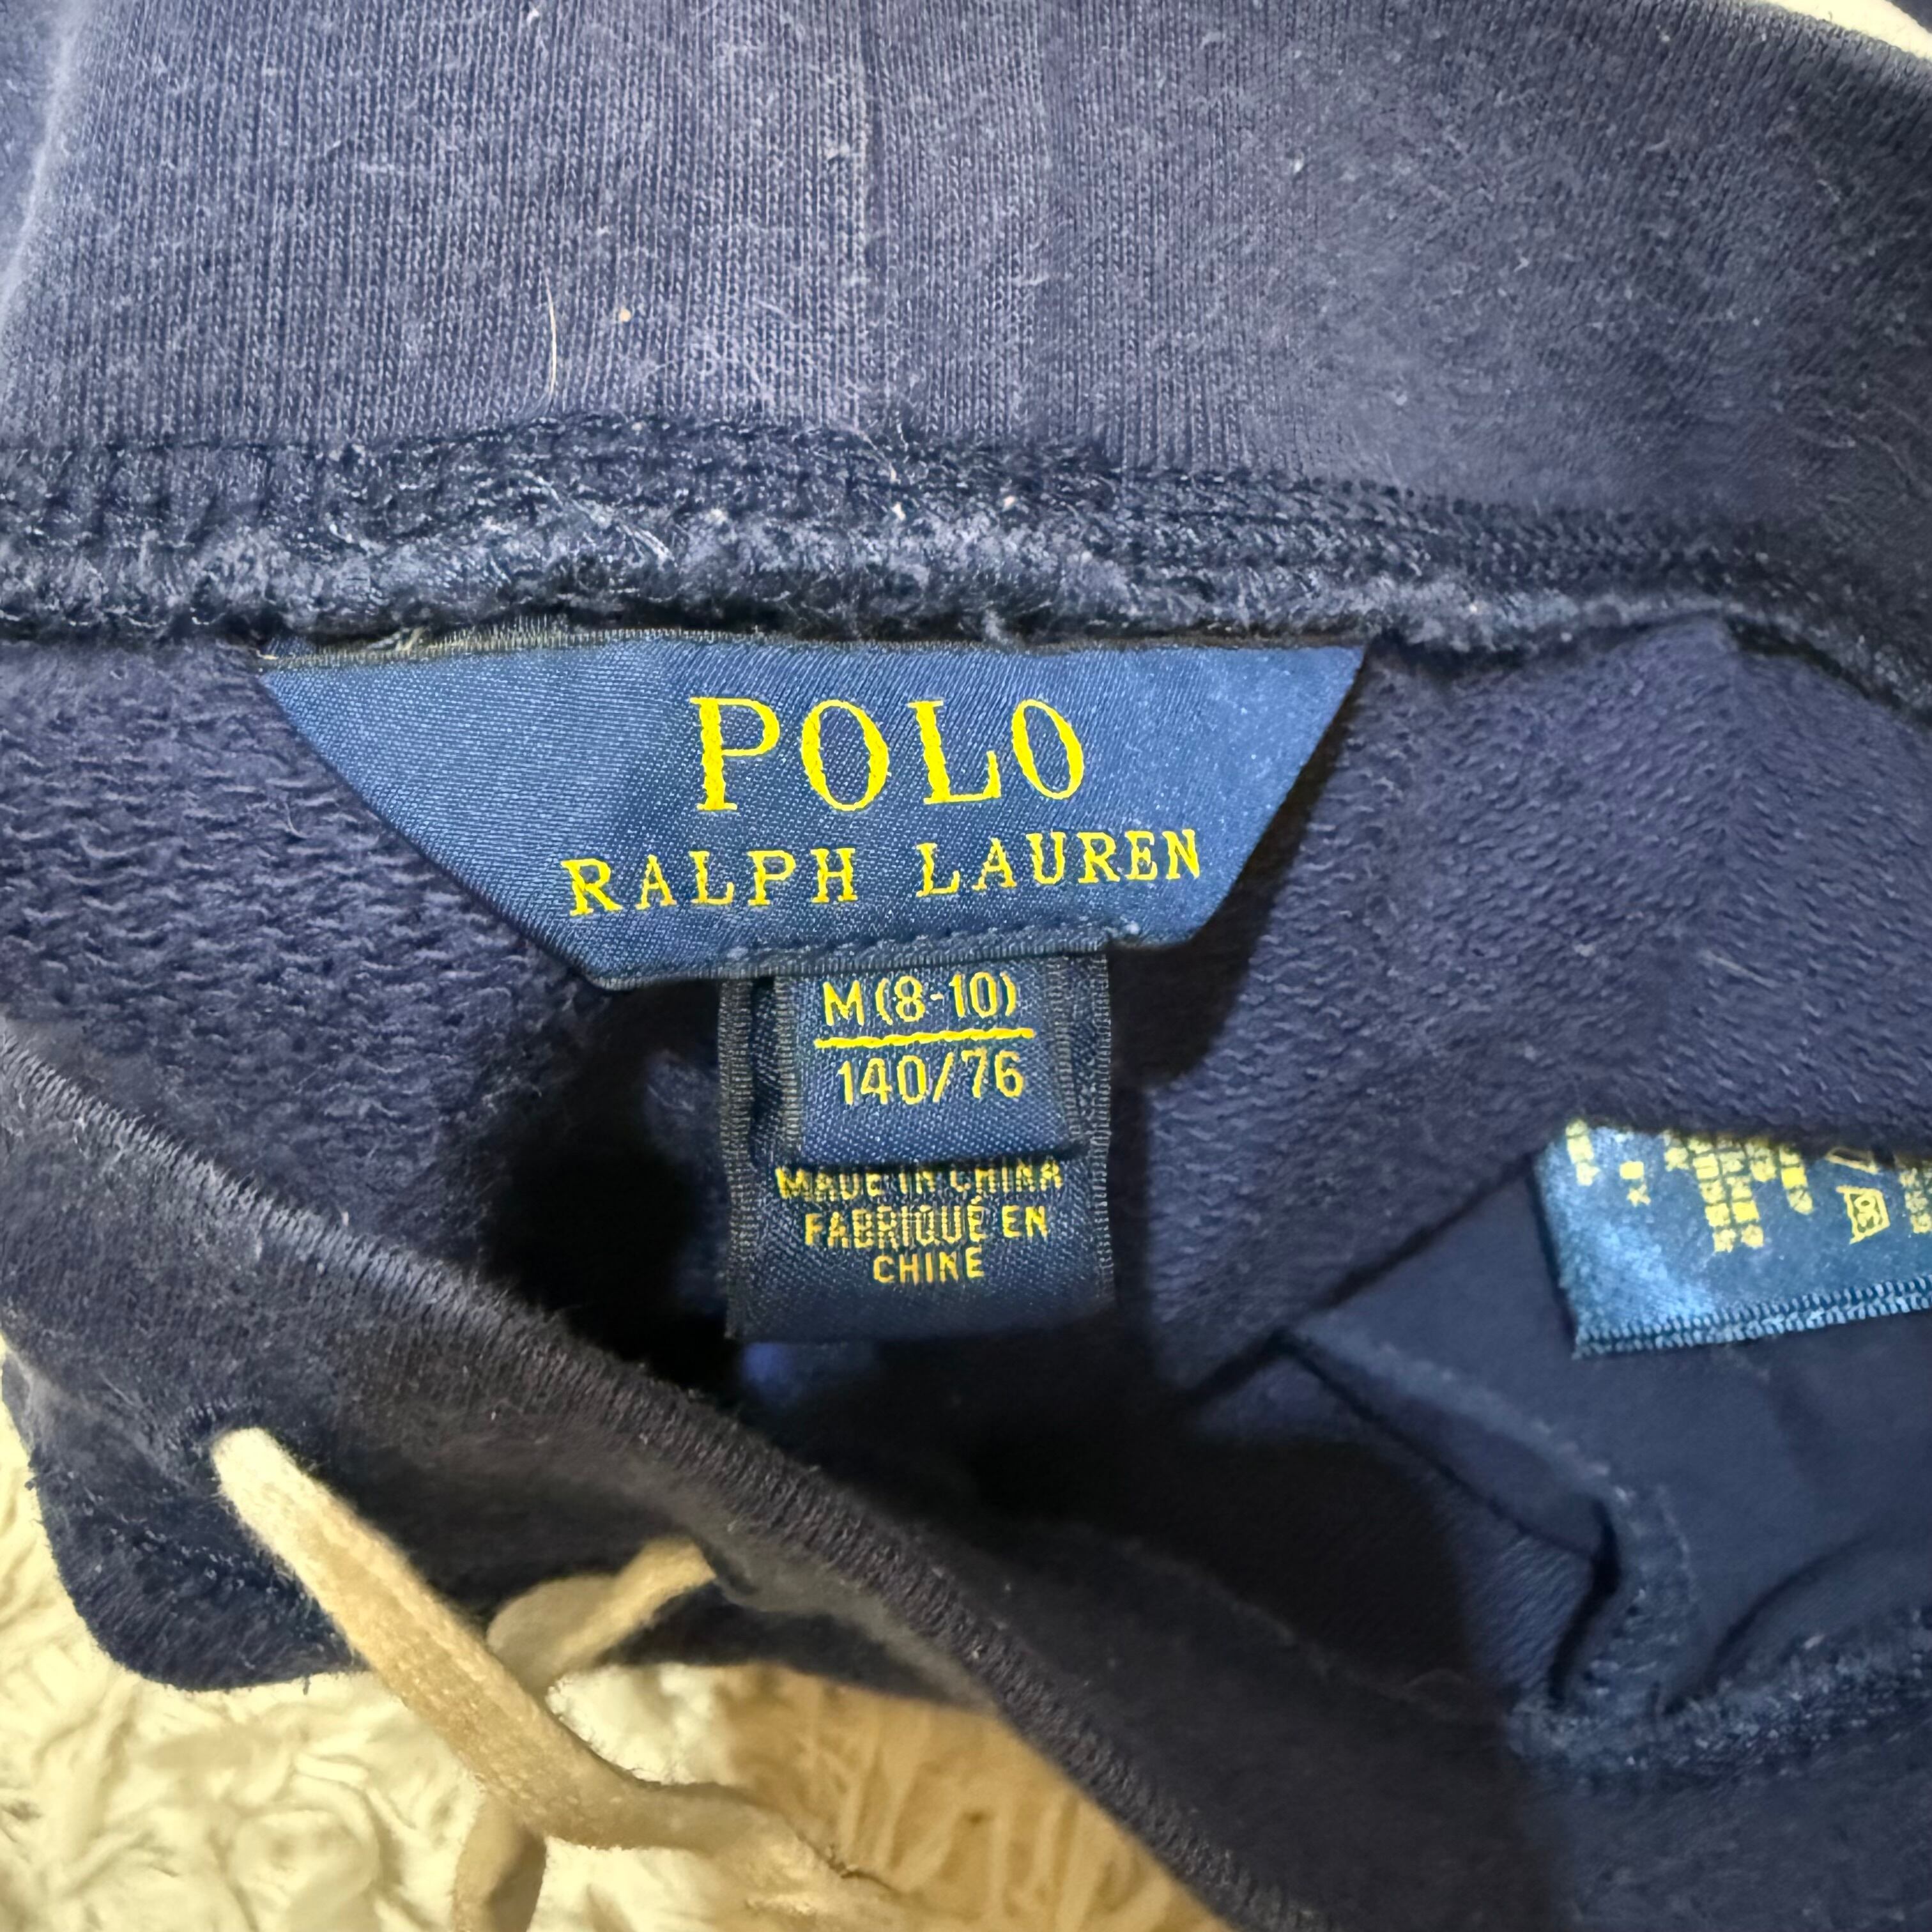 POLO
RALPH LAUREN
M (8-10)
140/76
MADE IN CHINA
FABRIQUÉ EN
CHINE